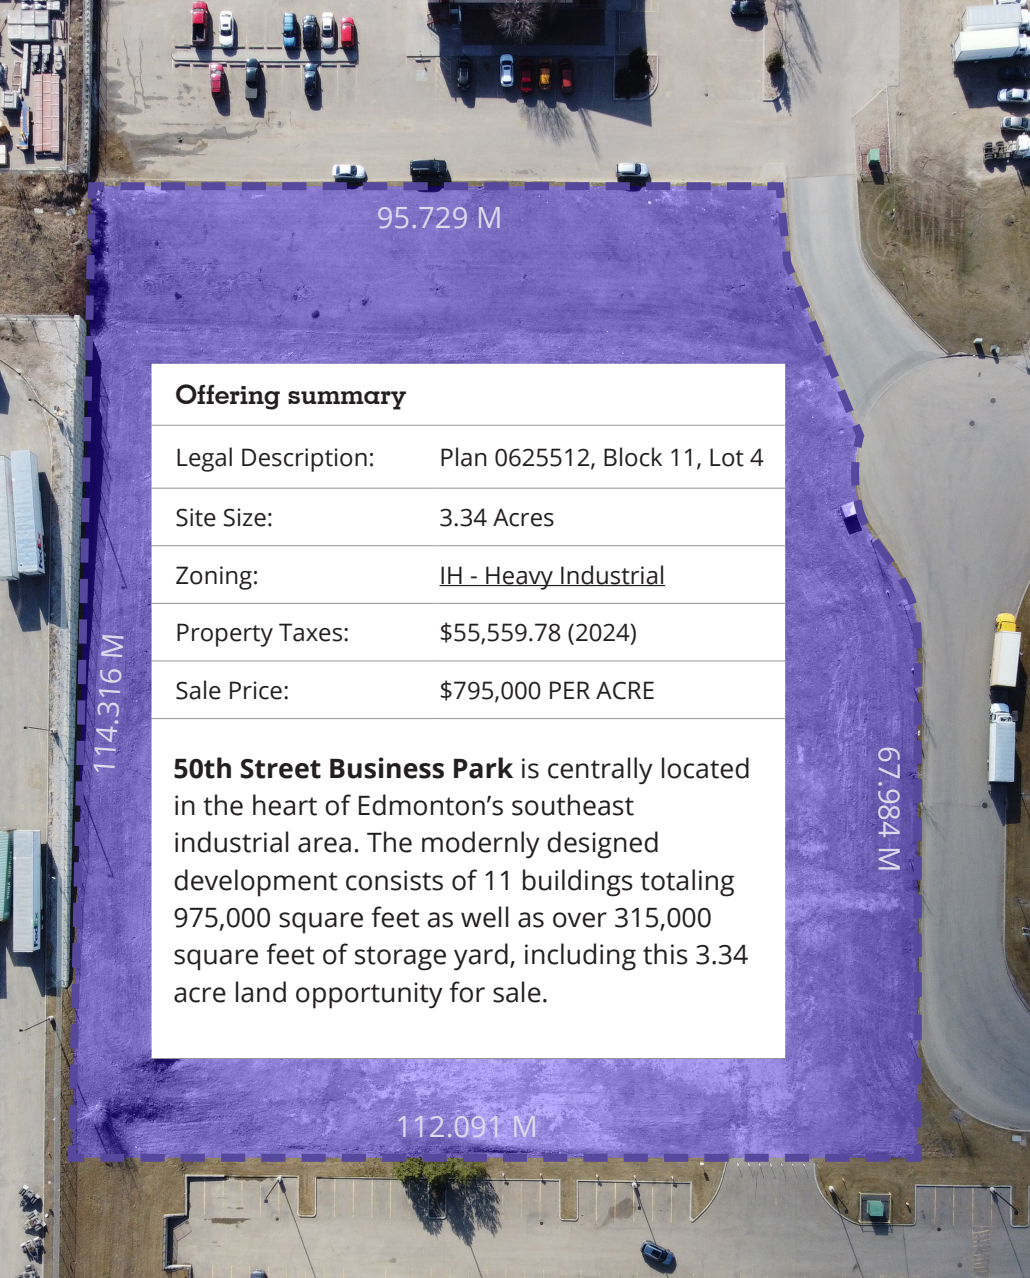 95.729 M
Offering summary
Legal Description: Plan 0625512, Block 11, Lot 4
Site Size: 3.34 Acres
Zoning: IH - Heavy Industrial
Property Taxes: $55,559.78 (2024)
Sale Price: $795,000 PER ACRE
114.316 M
50th Street Business Park is centrally located
in the heart of Edmonton’s southeast
industrial area. The modernly designed
development consists of 11 buildings totaling
975,000 square feet as well as over 315,000
square feet of storage yard, including this 3.34
acre land opportunity for sale.
67.984 M
112.091 M